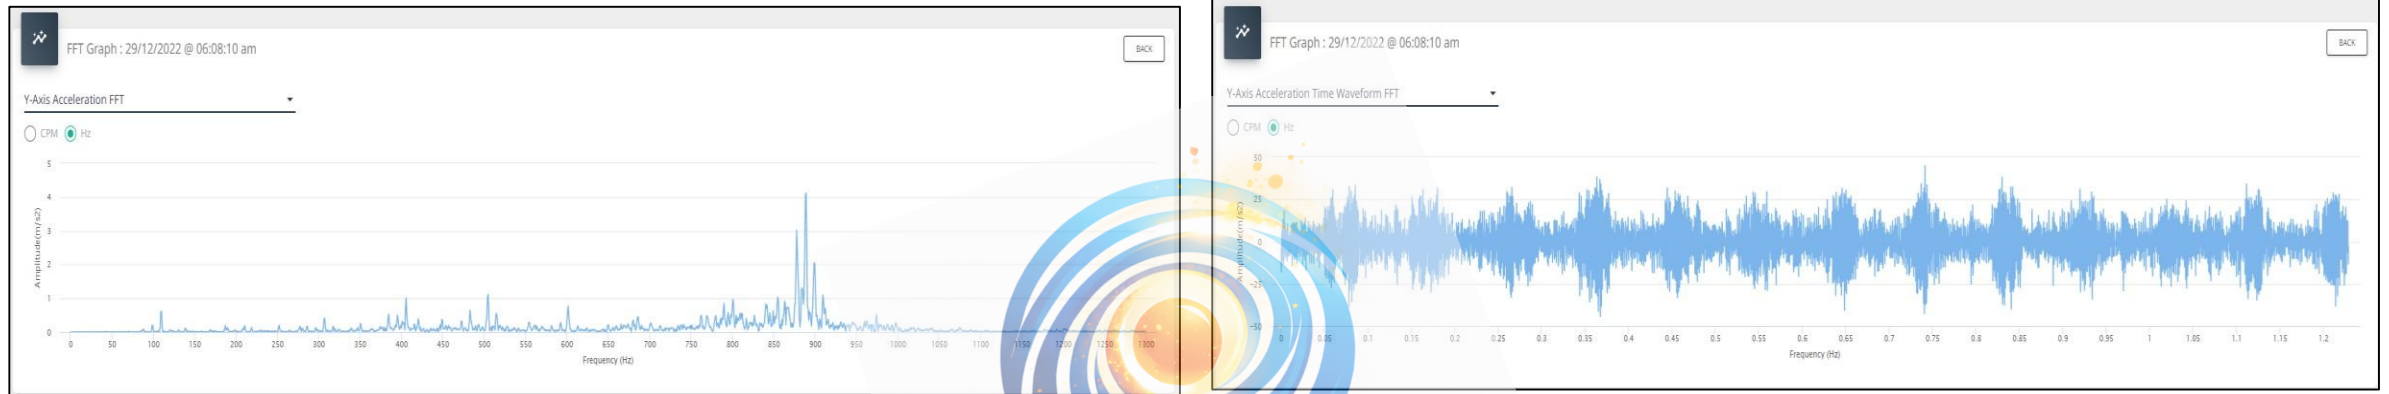 FFT Graph : 29/12/2022 @ 06:08:10 am
BACK
Y-Axis Acceleration FFT
CPM Hz
5
4
3
2
1
0
Amplitude(m/s2)
0 50 100 150 200 250 300 350 400 450 500 550 600 650 700 750 800 850 900 950 1000 1050 1100 1150 1200 1250 1300
Frequency (Hz)
FFT Graph : 29/12/2022 @ 06:08:10 am
BACK
Y-Axis Acceleration Time Waveform FFT
CPM Hz
50
25
0
-25
-50
Amplitude(m/s2)
0 0.05 0.1 0.15 0.2 0.25 0.3 0.35 0.4 0.45 0.5 0.55 0.6 0.65 0.7 0.75 0.8 0.85 0.9 0.95 1 1.05 1.1 1.15 1.2
Frequency (Hz)